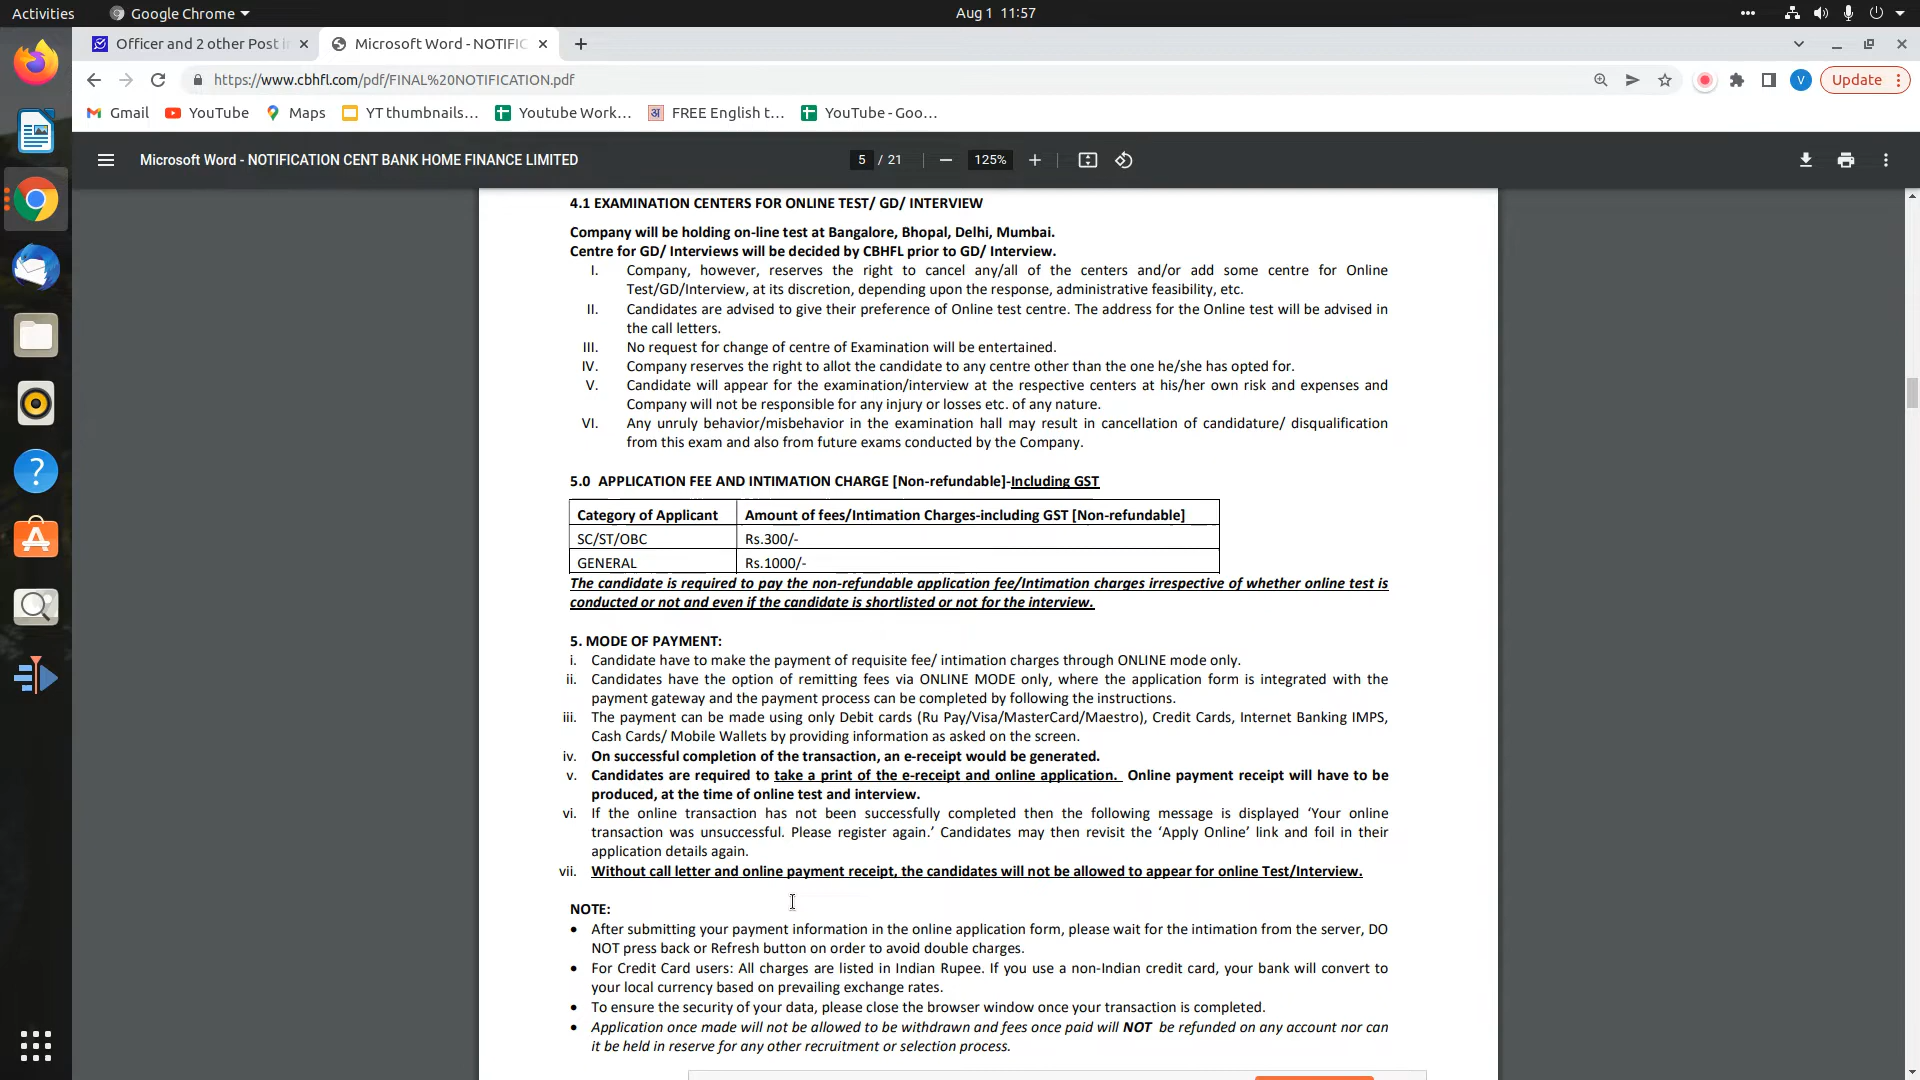 Activities
Google Chrome
Aug 1 11:57
Officer and 2 other Post i
Microsoft Word - NOTIFIC
https://www.cbhfl.com/pdf/FINAL%20NOTIFICATION.pdf
V
Update
Gmail
YouTube
Maps
YT thumbnails...
Youtube Work...
अ
FREE English t...
YouTube - Goo...
Microsoft Word - NOTIFICATION CENT BANK HOME FINANCE LIMITED
5 / 21
125%
4.1 EXAMINATION CENTERS FOR ONLINE TEST/ GD/ INTERVIEW
Company will be holding on-line test at Bangalore, Bhopal, Delhi, Mumbai.
Centre for GD/ Interviews will be decided by CBHFL prior to GD/ Interview.
I. Company, however, reserves the right to cancel any/all of the centers and/or add some centre for Online
Test/GD/Interview, at its discretion, depending upon the response, administrative feasibility, etc.
II. Candidates are advised to give their preference of Online test centre. The address for the Online test will be advised in
the call letters.
III. No request for change of centre of Examination will be entertained.
IV. Company reserves the right to allot the candidate to any centre other than the one he/she has opted for.
V. Candidate will appear for the examination/interview at the respective centers at his/her own risk and expenses and
Company will not be responsible for any injury or losses etc. of any nature.
VI. Any unruly behavior/misbehavior in the examination hall may result in cancellation of candidature/ disqualification
from this exam and also from future exams conducted by the Company.
5.0 APPLICATION FEE AND INTIMATION CHARGE [Non-refundable]-Including GST
Category of Applicant Amount of fees/Intimation Charges-including GST [Non-refundable]
SC/ST/OBC Rs.300/-
GENERAL Rs.1000/-
The candidate is required to pay the non-refundable application fee/Intimation charges irrespective of whether online test is
conducted or not and even if the candidate is shortlisted or not for the interview.
5. MODE OF PAYMENT:
i. Candidate have to make the payment of requisite fee/ intimation charges through ONLINE mode only.
ii. Candidates have the option of remitting fees via ONLINE MODE only, where the application form is integrated with the
payment gateway and the payment process can be completed by following the instructions.
iii. The payment can be made using only Debit cards (Ru Pay/Visa/MasterCard/Maestro), Credit Cards, Internet Banking IMPS,
Cash Cards/ Mobile Wallets by providing information as asked on the screen.
iv. On successful completion of the transaction, an e-receipt would be generated.
v. Candidates are required to take a print of the e-receipt and online application. Online payment receipt will have to be
produced, at the time of online test and interview.
vi. If the online transaction has not been successfully completed then the following message is displayed ‘Your online
transaction was unsuccessful. Please register again.’ Candidates may then revisit the ‘Apply Online’ link and foil in their
application details again.
vii. Without call letter and online payment receipt, the candidates will not be allowed to appear for online Test/Interview.
NOTE:
• After submitting your payment information in the online application form, please wait for the intimation from the server, DO
NOT press back or Refresh button on order to avoid double charges.
• For Credit Card users: All charges are listed in Indian Rupee. If you use a non-Indian credit card, your bank will convert to
your local currency based on prevailing exchange rates.
• To ensure the security of your data, please close the browser window once your transaction is completed.
• Application once made will not be allowed to be withdrawn and fees once paid will NOT be refunded on any account nor can
it be held in reserve for any other recruitment or selection process.